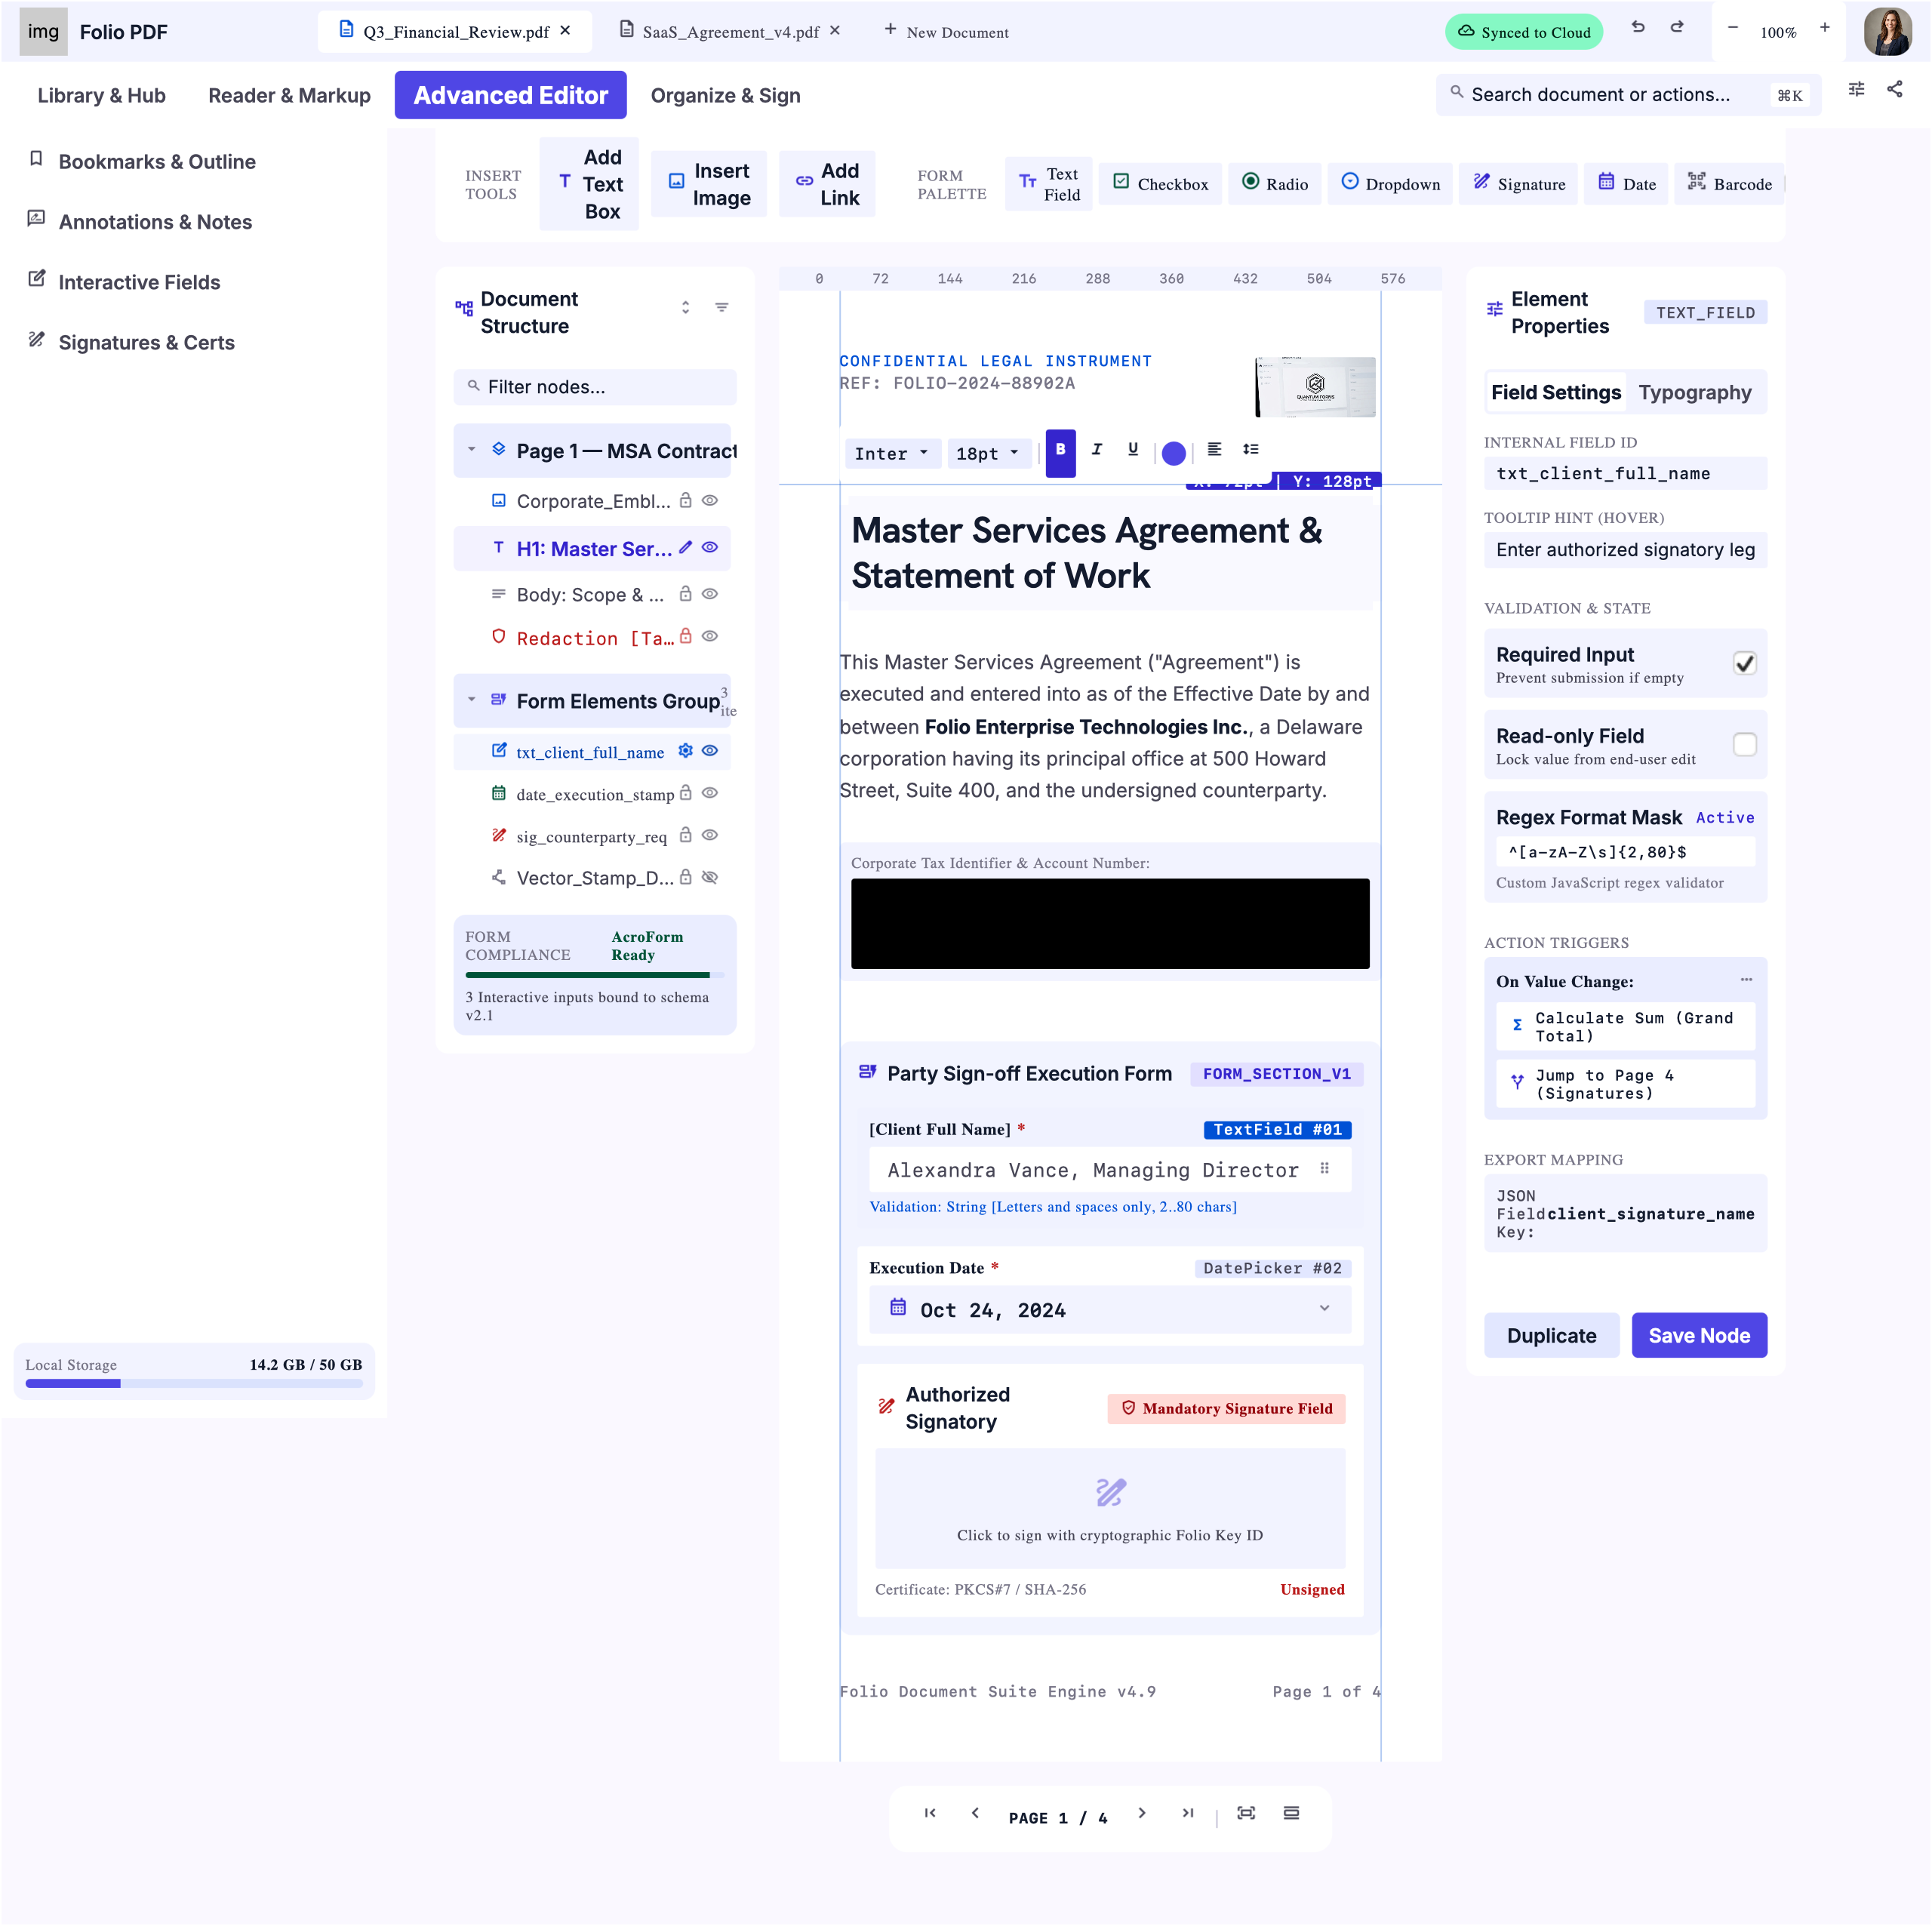 img
Folio PDF
Q3_Financial_Review.pdf ×
SaaS_Agreement_v4.pdf ×
+ New Document
Synced to Cloud
− 100% +
Library & Hub
Reader & Markup
Advanced Editor
Organize & Sign
Search document or actions...
⌘K
Bookmarks & Outline
Annotations & Notes
Interactive Fields
Signatures & Certs
Local Storage
14.2 GB / 50 GB
INSERT
TOOLS
Add
Text
Box
Insert
Image
Add
Link
FORM
PALETTE
Text
Field
Checkbox
Radio
Dropdown
Signature
Date
Barcode
Document
Structure
Filter nodes...
Page 1 — MSA Contract
Corporate_Embl...
H1: Master Ser...
Body: Scope & ...
Redaction [Ta...
Form Elements Group
3
ite
txt_client_full_name
date_execution_stamp
sig_counterparty_req
Vector_Stamp_D...
FORM
COMPLIANCE
AcroForm
Ready
3 Interactive inputs bound to schema
v2.1
0 72 144 216 288 360 432 504 576
CONFIDENTIAL LEGAL INSTRUMENT
REF: FOLIO-2024-88902A
QUANTUM FORMS
Inter
18pt
B I U
X: 72pt | Y: 128pt
Master Services Agreement &
Statement of Work
This Master Services Agreement ("Agreement") is
executed and entered into as of the Effective Date by and
between Folio Enterprise Technologies Inc., a Delaware
corporation having its principal office at 500 Howard
Street, Suite 400, and the undersigned counterparty.
Corporate Tax Identifier & Account Number:
Party Sign-off Execution Form
FORM_SECTION_V1
[Client Full Name] *
TextField #01
Alexandra Vance, Managing Director
Validation: String [Letters and spaces only, 2..80 chars]
Execution Date *
DatePicker #02
Oct 24, 2024
Authorized
Signatory
Mandatory Signature Field
Click to sign with cryptographic Folio Key ID
Certificate: PKCS#7 / SHA-256
Unsigned
Folio Document Suite Engine v4.9
Page 1 of 4
PAGE 1 / 4
Element
Properties
TEXT_FIELD
Field Settings
Typography
INTERNAL FIELD ID
txt_client_full_name
TOOLTIP HINT (HOVER)
Enter authorized signatory leg
VALIDATION & STATE
Required Input
Prevent submission if empty
Read-only Field
Lock value from end-user edit
Regex Format Mask
Active
^[a-zA-Z\s]{2,80}$
Custom JavaScript regex validator
ACTION TRIGGERS
On Value Change:
Σ Calculate Sum (Grand
Total)
Jump to Page 4
(Signatures)
EXPORT MAPPING
JSON
Field
Key:
client_signature_name
Duplicate
Save Node